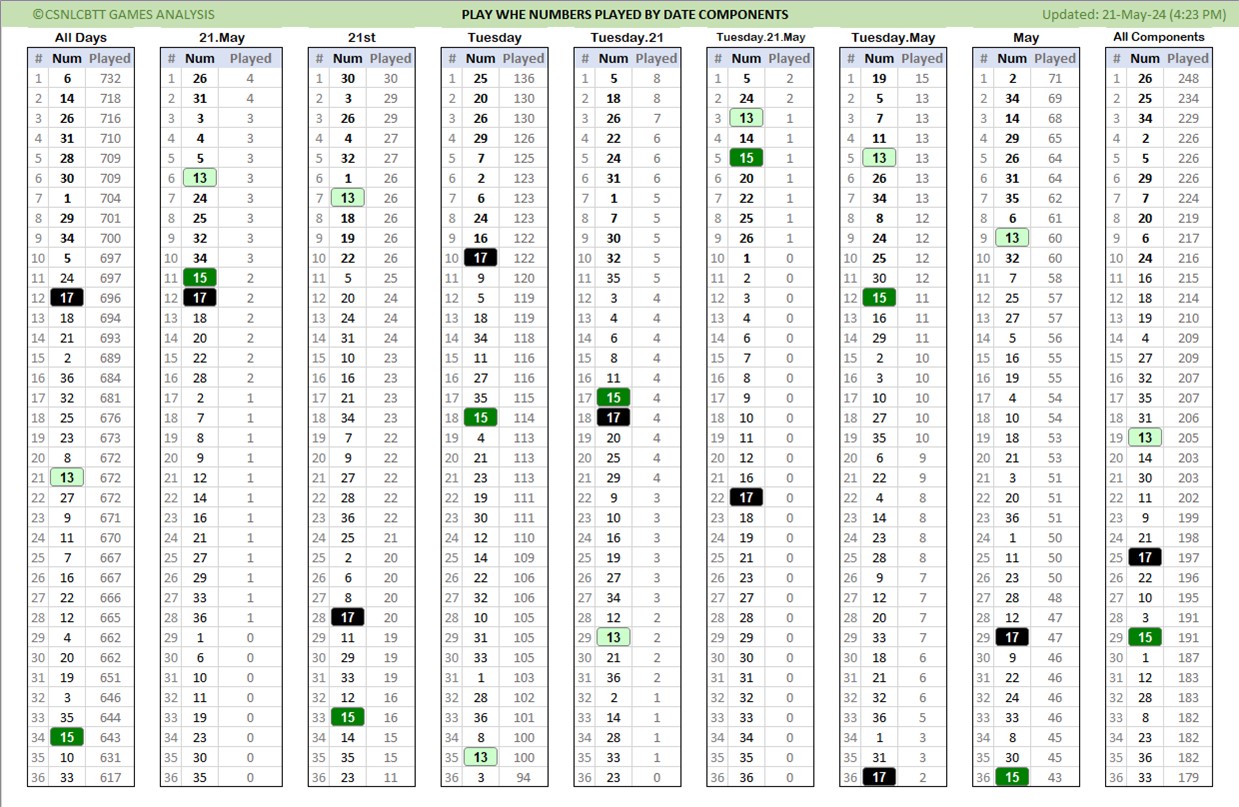 ©CSNLCBTT GAMES ANALYSIS PLAY WHE NUMBERS PLAYED BY DATE COMPONENTS Updated: 21-May-24 (4:23 PM)
All Days 21.May 21st Tuesday Tuesday.21 Tuesday.21.May Tuesday.May May All Components
# Num Played # Num Played # Num Played # Num Played # Num Played # Num Played # Num Played # Num Played # Num Played
1 6 732 1 26 4 1 30 30 1 25 136 1 5 8 1 5 2 1 19 15 1 2 71 1 26 248
2 14 718 2 31 4 2 3 29 2 20 130 2 18 8 2 24 2 2 5 13 2 34 69 2 25 234
3 26 716 3 3 3 3 26 29 3 26 130 3 26 7 3 13 1 3 7 13 3 14 68 3 34 229
4 31 710 4 4 3 4 4 27 4 29 126 4 22 6 4 14 1 4 11 13 4 29 65 4 2 226
5 28 709 5 5 3 5 32 27 5 7 125 5 24 6 5 15 1 5 13 13 5 26 64 5 5 226
6 30 709 6 13 3 6 1 26 6 2 123 6 31 6 6 20 1 6 26 13 6 31 64 6 29 226
7 1 704 7 24 3 7 13 26 7 6 123 7 1 5 7 22 1 7 34 13 7 35 62 7 7 224
8 29 701 8 25 3 8 18 26 8 24 123 8 7 5 8 25 1 8 8 12 8 6 61 8 20 219
9 34 700 9 32 3 9 19 26 9 16 122 9 30 5 9 26 1 9 24 12 9 13 60 9 6 217
10 5 697 10 34 3 10 22 26 10 17 122 10 32 5 10 1 0 10 25 12 10 32 60 10 24 216
11 24 697 11 15 2 11 5 25 11 9 120 11 35 5 11 2 0 11 30 12 11 7 58 11 16 215
12 17 696 12 17 2 12 20 24 12 5 119 12 3 4 12 3 0 12 15 11 12 25 57 12 18 214
13 18 694 13 18 2 13 24 24 13 18 119 13 4 4 13 4 0 13 16 11 13 27 57 13 19 210
14 21 693 14 20 2 14 31 24 14 34 118 14 6 4 14 6 0 14 29 11 14 5 56 14 4 209
15 2 689 15 22 2 15 10 23 15 11 116 15 8 4 15 7 0 15 2 10 15 16 55 15 27 209
16 36 684 16 28 2 16 16 23 16 27 116 16 11 4 16 8 0 16 3 10 16 19 55 16 32 207
17 32 681 17 2 1 17 21 23 17 35 115 17 15 4 17 9 0 17 10 10 17 4 54 17 35 207
18 25 676 18 7 1 18 34 23 18 15 114 18 17 4 18 10 0 18 27 10 18 10 54 18 31 206
19 23 673 19 8 1 19 7 22 19 4 113 19 20 4 19 11 0 19 35 10 19 18 53 19 13 205
20 8 672 20 9 1 20 9 22 20 21 113 20 25 4 20 12 0 20 6 9 20 21 53 20 14 203
21 13 672 21 12 1 21 27 22 21 23 113 21 29 4 21 16 0 21 22 9 21 3 51 21 30 203
22 27 672 22 14 1 22 28 22 22 19 111 22 9 3 22 17 0 22 4 8 22 20 51 22 11 202
23 9 671 23 16 1 23 36 22 23 30 111 23 10 3 23 18 0 23 14 8 23 36 51 23 9 199
24 11 670 24 21 1 24 25 21 24 12 110 24 16 3 24 19 0 24 23 8 24 1 50 24 21 198
25 7 667 25 27 1 25 2 20 25 14 109 25 19 3 25 21 0 25 28 8 25 11 50 25 17 197
26 16 667 26 29 1 26 6 20 26 22 106 26 27 3 26 23 0 26 9 7 26 23 50 26 22 196
27 22 666 27 33 1 27 8 20 27 32 106 27 34 3 27 27 0 27 12 7 27 28 48 27 10 195
28 12 665 28 36 1 28 17 20 28 10 105 28 12 2 28 28 0 28 20 7 28 12 47 28 3 191
29 4 662 29 1 0 29 11 19 29 31 105 29 13 2 29 29 0 29 33 7 29 17 47 29 15 191
30 20 662 30 6 0 30 29 19 30 33 105 30 21 2 30 30 0 30 18 6 30 9 46 30 1 187
31 19 651 31 10 0 31 33 19 31 1 103 31 36 2 31 31 0 31 21 6 31 22 46 31 12 183
32 3 646 32 11 0 32 12 16 32 28 102 32 2 1 32 32 0 32 32 6 32 24 46 32 28 183
33 35 644 33 19 0 33 15 16 33 36 101 33 14 1 33 33 0 33 36 5 33 33 46 33 8 182
34 15 643 34 23 0 34 14 15 34 8 100 34 28 1 34 34 0 34 1 3 34 8 45 34 23 182
35 10 631 35 30 0 35 35 15 35 13 100 35 33 1 35 35 0 35 31 3 35 30 45 35 36 182
36 33 617 36 35 0 36 23 11 36 3 94 36 23 0 36 36 0 36 17 2 36 15 43 36 33 179